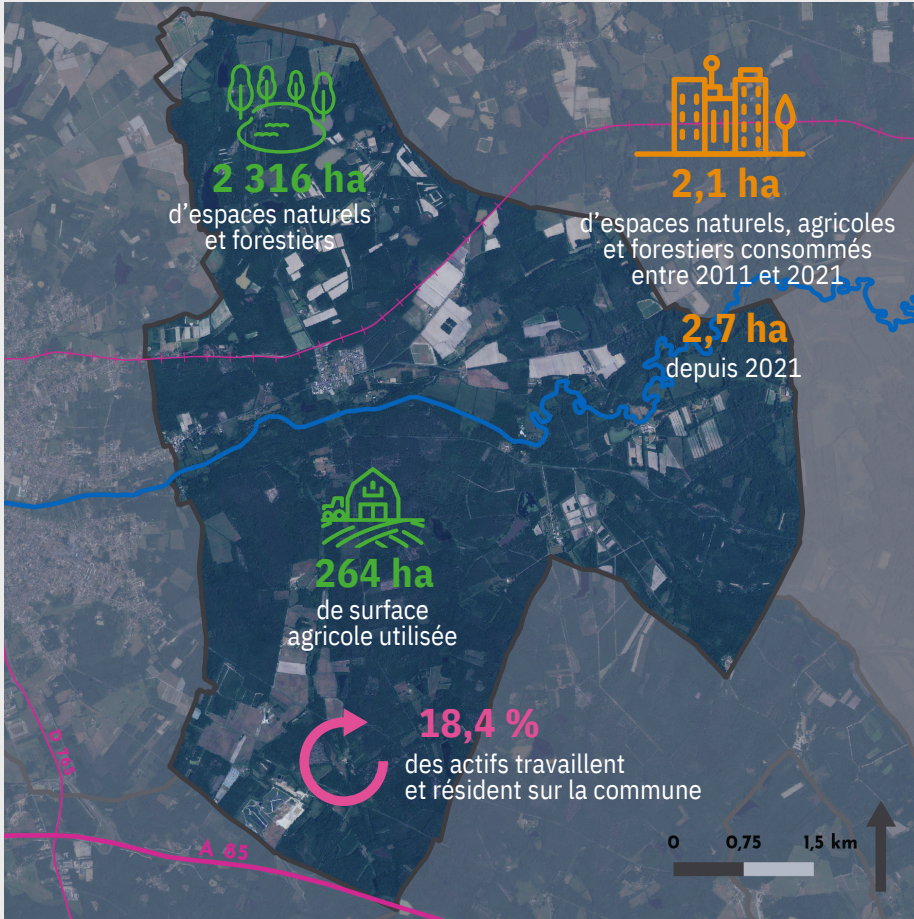 2 316 ha
d'espaces naturels
et forestiers
2,1 ha
d'espaces naturels, agricoles
et forestiers consommés
entre 2011 et 2021
2,7 ha
depuis 2021
264 ha
de surface
agricole utilisée
18,4 %
des actifs travaillent
et résident sur la commune
D 765
A 85
0 0,75 1,5 km